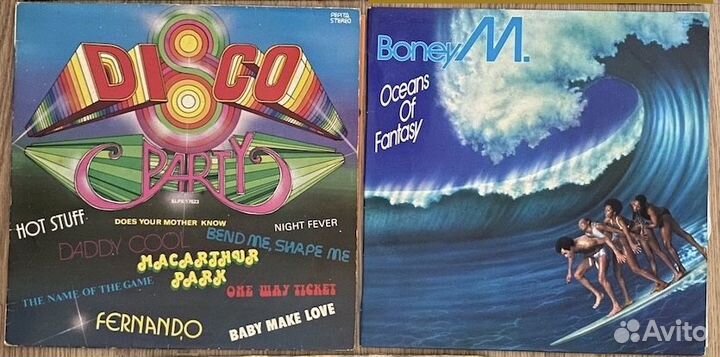 PEPITA
STEREO
DISCO
PARTY
SLPX-17623
HOT STUFF
DOES YOUR MOTHER KNOW
NIGHT FEVER
DADDY COOL
BEND ME, SHAPE ME
MACARTHUR
PARK
THE NAME OF THE GAME
ONE WAY TICKET
FERNANDO
BABY MAKE LOVE
Boney M.
Oceans
Of
Fantasy
Avito